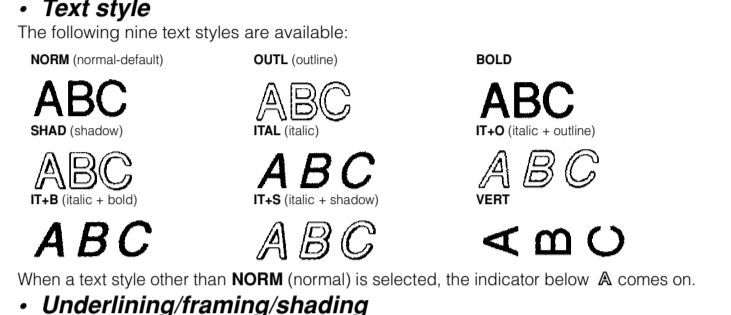 • Text style
The following nine text styles are available:
NORM (normal-default) OUTL (outline) BOLD
ABC ABC ABC
SHAD (shadow) ITAL (italic) IT+O (italic + outline)
ABC ABC ABC
IT+B (italic + bold) IT+S (italic + shadow) VERT
ABC ABC ABC
When a text style other than NORM (normal) is selected, the indicator below A comes on.
• Underlining/framing/shading